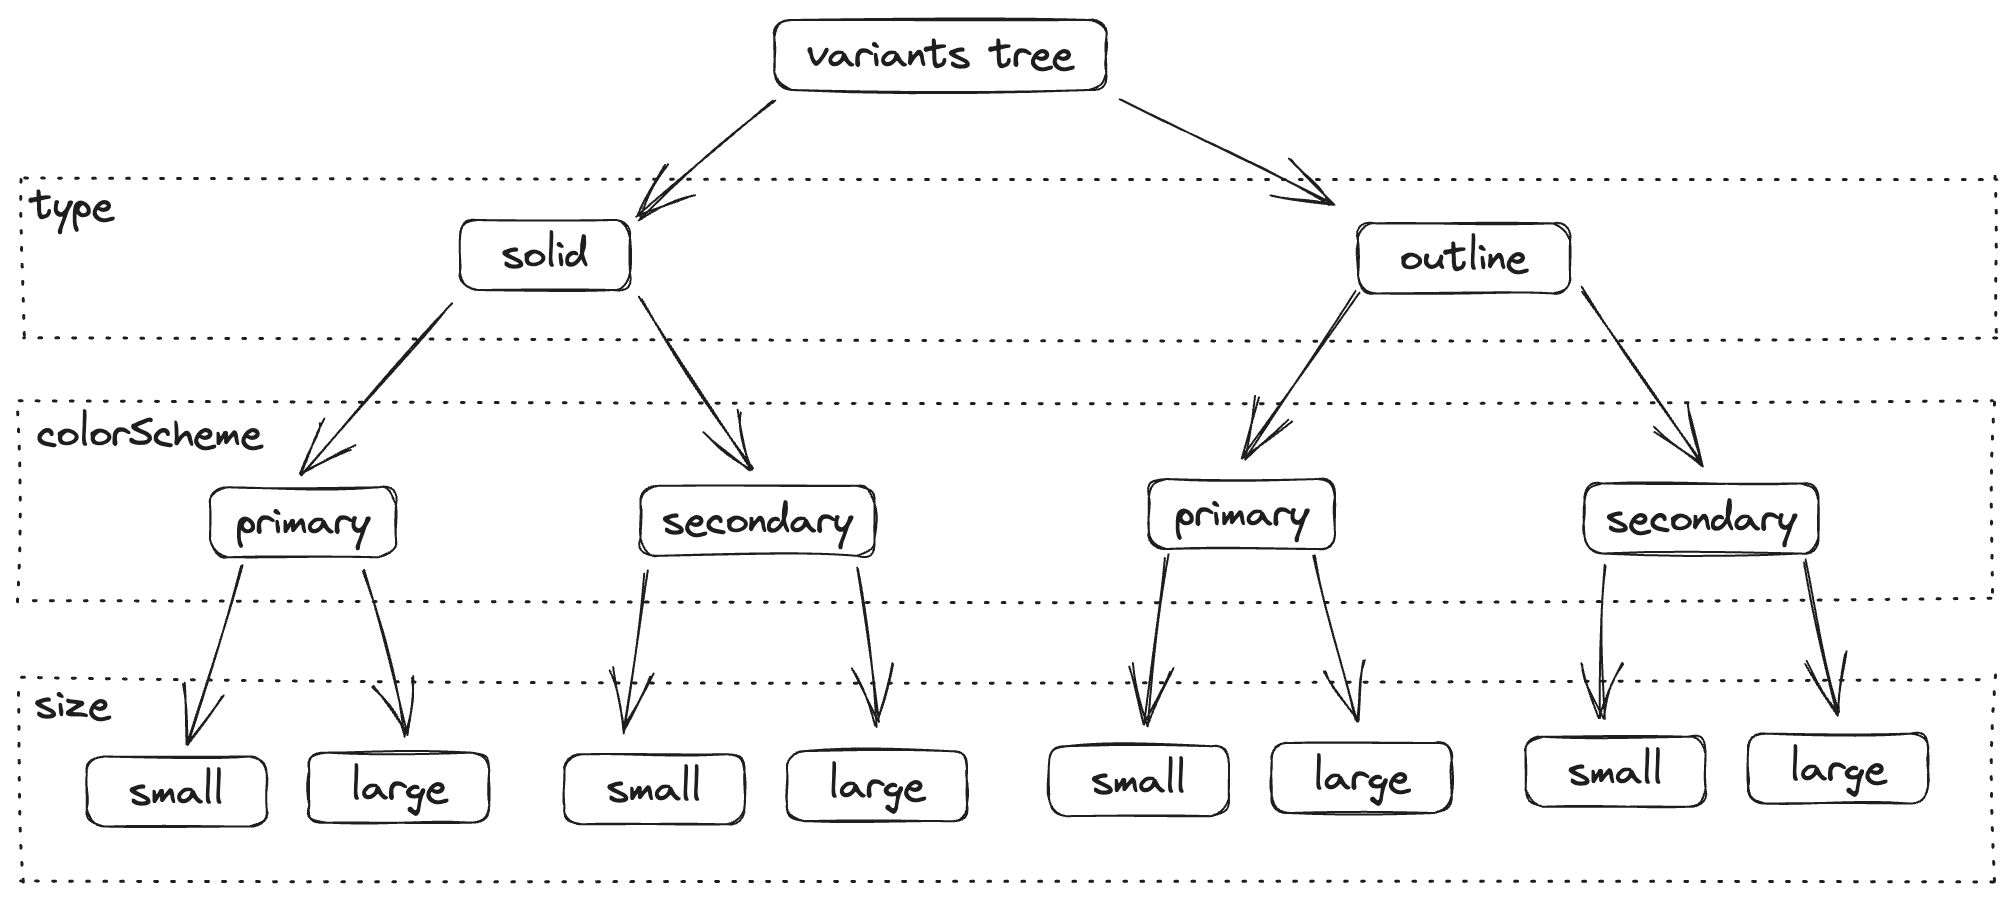 variants tree
type
solid
outline
colorScheme
primary
secondary
primary
secondary
size
small
large
small
large
small
large
small
large